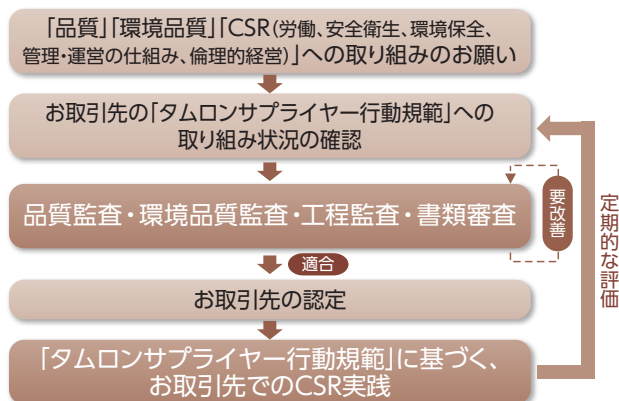 「品質」「環境品質」「CSR（労働、安全衛生、環境保全、
管理・運営の仕組み、倫理的経営）」への取り組みのお願い
お取引先の「タムロンサプライヤー行動規範」への
取り組み状況の確認
品質監査・環境品質監査・工程監査・書類審査
要改善
適合
お取引先の認定
「タムロンサプライヤー行動規範」に基づく、
お取引先でのCSR実践
定期的な評価